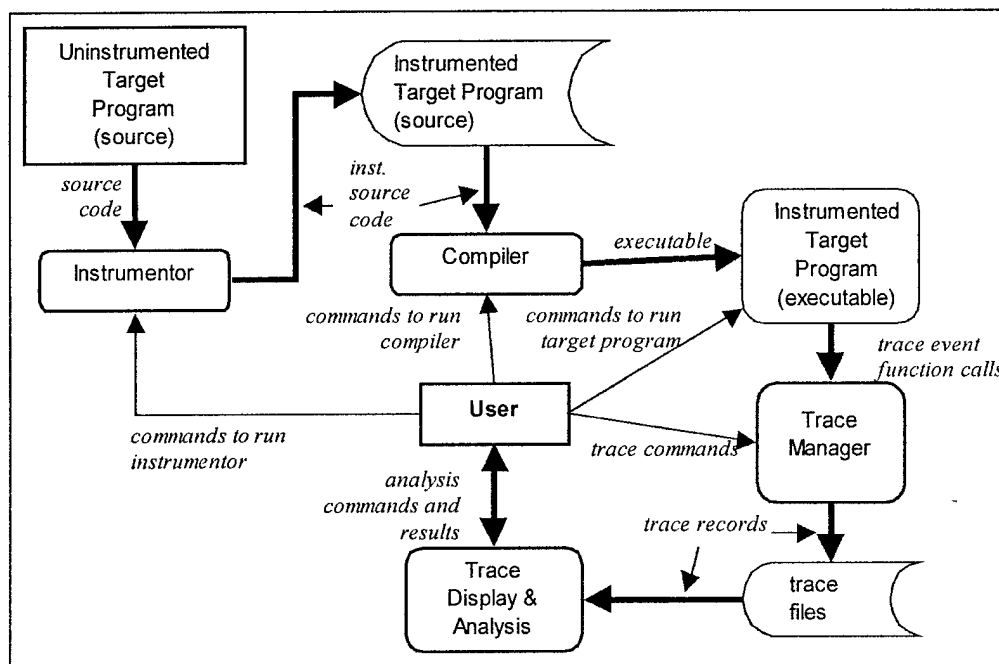 Uninstrumented
Target
Program
(source)
Instrumented
Target Program
(source)
source
code
inst.
source
code
Instrumentor
Compiler
executable
Instrumented
Target
Program
(executable)
commands to run
compiler
commands to run
target program
trace event
function calls
User
commands to run
instrumentor
trace commands
Trace
Manager
analysis
commands and
results
trace records
Trace
Display &
Analysis
trace
files